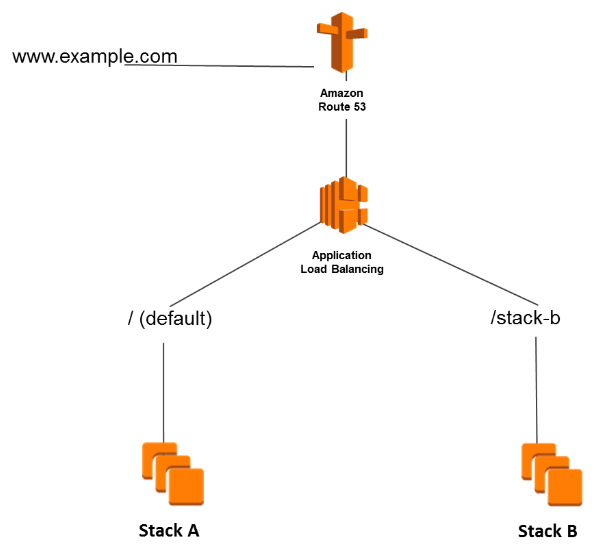 www.example.com
Amazon
Route 53
Application
Load Balancing
/ (default)
/stack-b
Stack A
Stack B